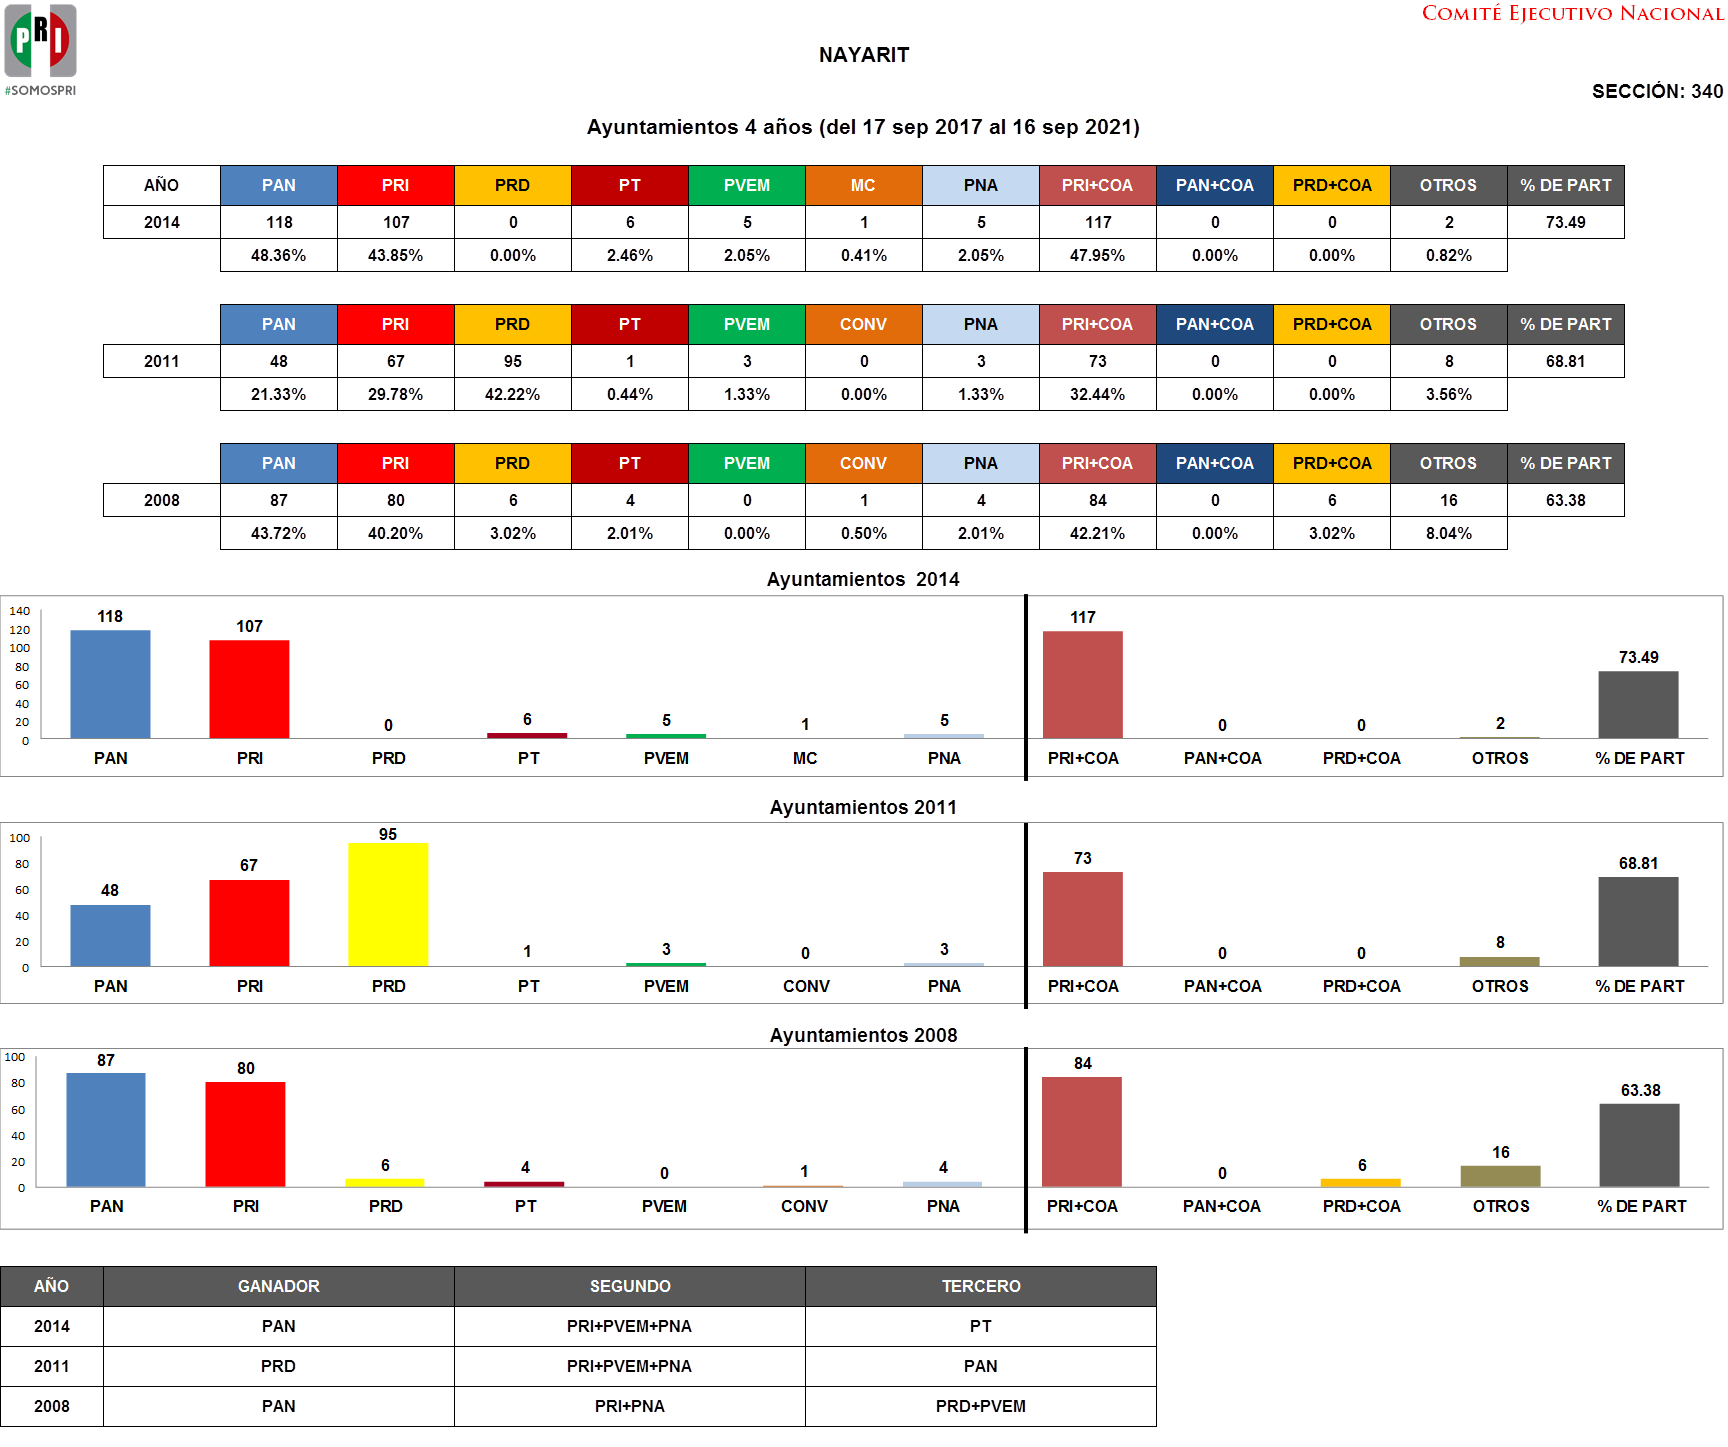 PRI
#SOMOSPRI
COMITÉ EJECUTIVO NACIONAL
NAYARIT
SECCIÓN: 340
Ayuntamientos 4 años (del 17 sep 2017 al 16 sep 2021)
AÑO PAN PRI PRD PT PVEM MC PNA PRI+COA PAN+COA PRD+COA OTROS % DE PART
2014 118 107 0 6 5 1 5 117 0 0 2 73.49
48.36% 43.85% 0.00% 2.46% 2.05% 0.41% 2.05% 47.95% 0.00% 0.00% 0.82%
PAN PRI PRD PT PVEM CONV PNA PRI+COA PAN+COA PRD+COA OTROS % DE PART
2011 48 67 95 1 3 0 3 73 0 0 8 68.81
21.33% 29.78% 42.22% 0.44% 1.33% 0.00% 1.33% 32.44% 0.00% 0.00% 3.56%
PAN PRI PRD PT PVEM CONV PNA PRI+COA PAN+COA PRD+COA OTROS % DE PART
2008 87 80 6 4 0 1 4 84 0 6 16 63.38
43.72% 40.20% 3.02% 2.01% 0.00% 0.50% 2.01% 42.21% 0.00% 3.02% 8.04%
Ayuntamientos 2014
140
120
100
80
60
40
20
0
118 107 0 6 5 1 5 117 0 0 2 73.49
PAN PRI PRD PT PVEM MC PNA PRI+COA PAN+COA PRD+COA OTROS % DE PART
Ayuntamientos 2011
100
80
60
40
20
0
48 67 95 1 3 0 3 73 0 0 8 68.81
PAN PRI PRD PT PVEM CONV PNA PRI+COA PAN+COA PRD+COA OTROS % DE PART
Ayuntamientos 2008
100
80
60
40
20
0
87 80 6 4 0 1 4 84 0 6 16 63.38
PAN PRI PRD PT PVEM CONV PNA PRI+COA PAN+COA PRD+COA OTROS % DE PART
AÑO GANADOR SEGUNDO TERCERO
2014 PAN PRI+PVEM+PNA PT
2011 PRD PRI+PVEM+PNA PAN
2008 PAN PRI+PNA PRD+PVEM